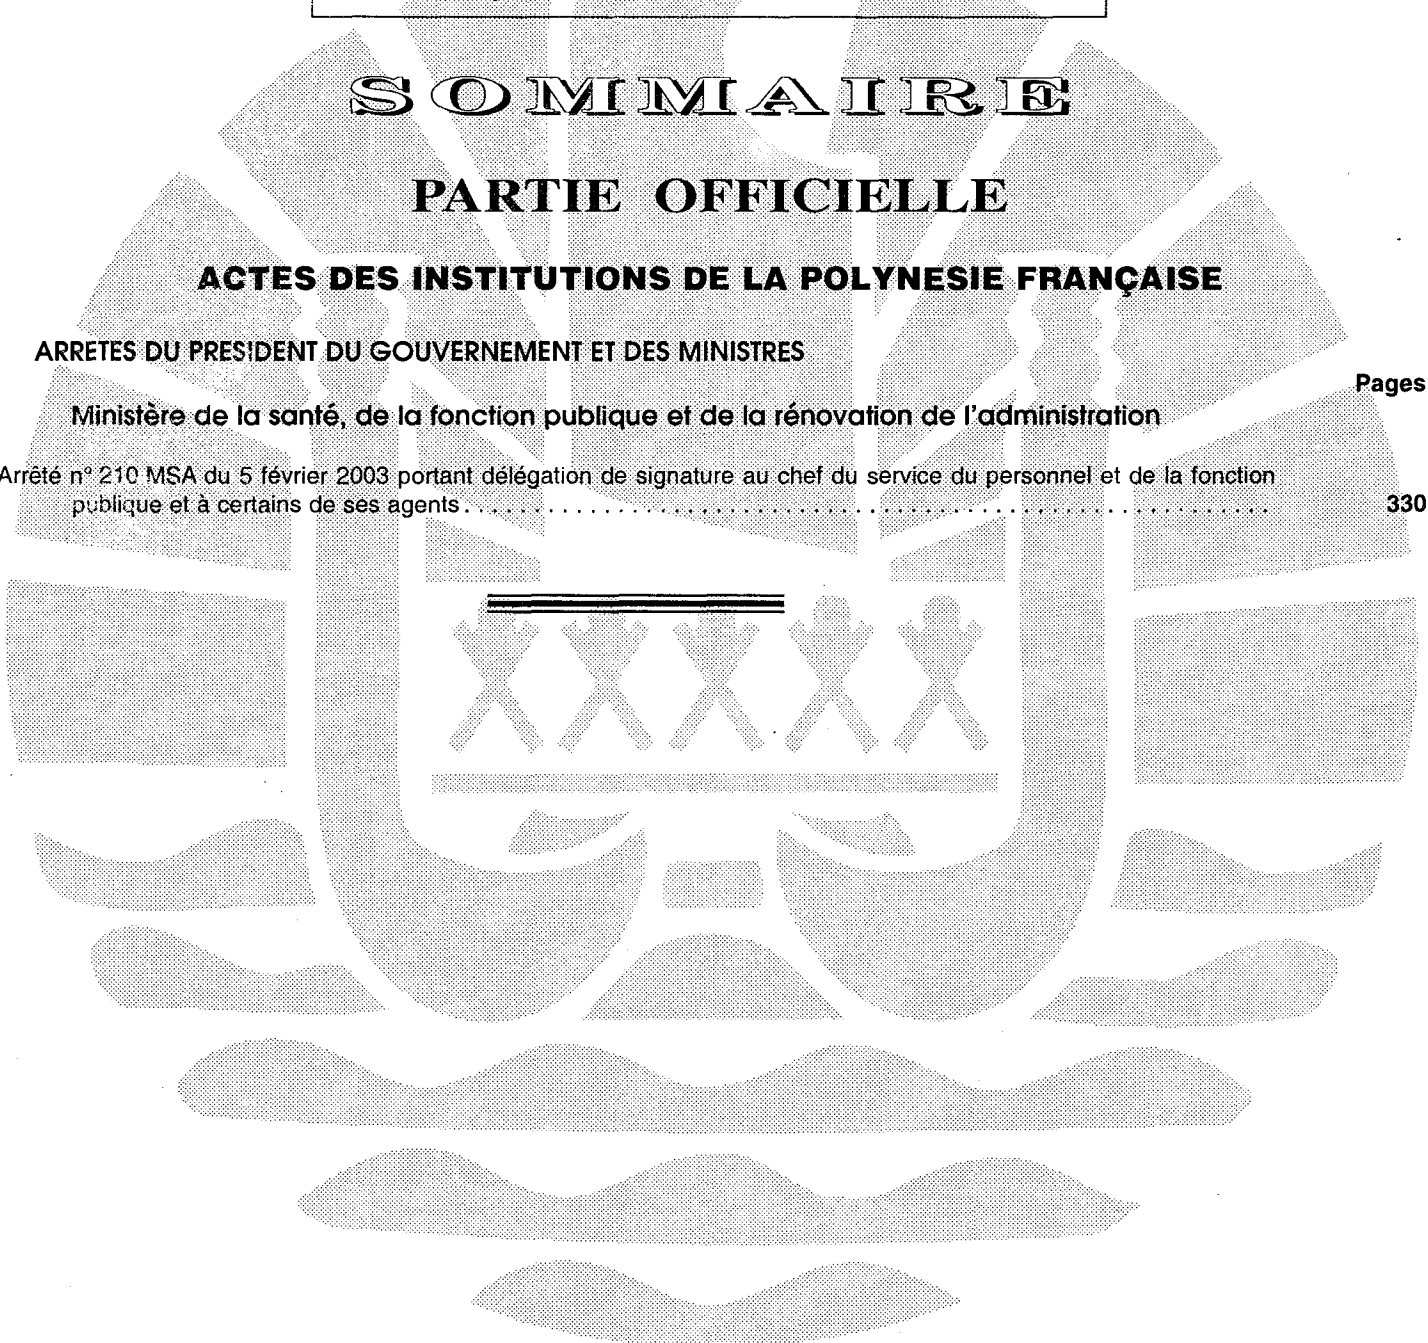 SOMMAIRE
PARTIE OFFICIELLE
ACTES DES INSTITUTIONS DE LA POLYNESIE FRANÇAISE
ARRETES DU PRESIDENT DU GOUVERNEMENT ET DES MINISTRES
Pages
Ministère de la santé, de la fonction publique et de la rénovation de l'administration
Arrêté n° 210 MSA du 5 février 2003 portant délégation de signature au chef du service du personnel et de la fonction
publique et à certains de ses agents. . . . . . . . . . . . . . . . . . . . . . . . . . . . . . . . . . . . . . . . . . . . . . . . . . . . . . . . . . 330